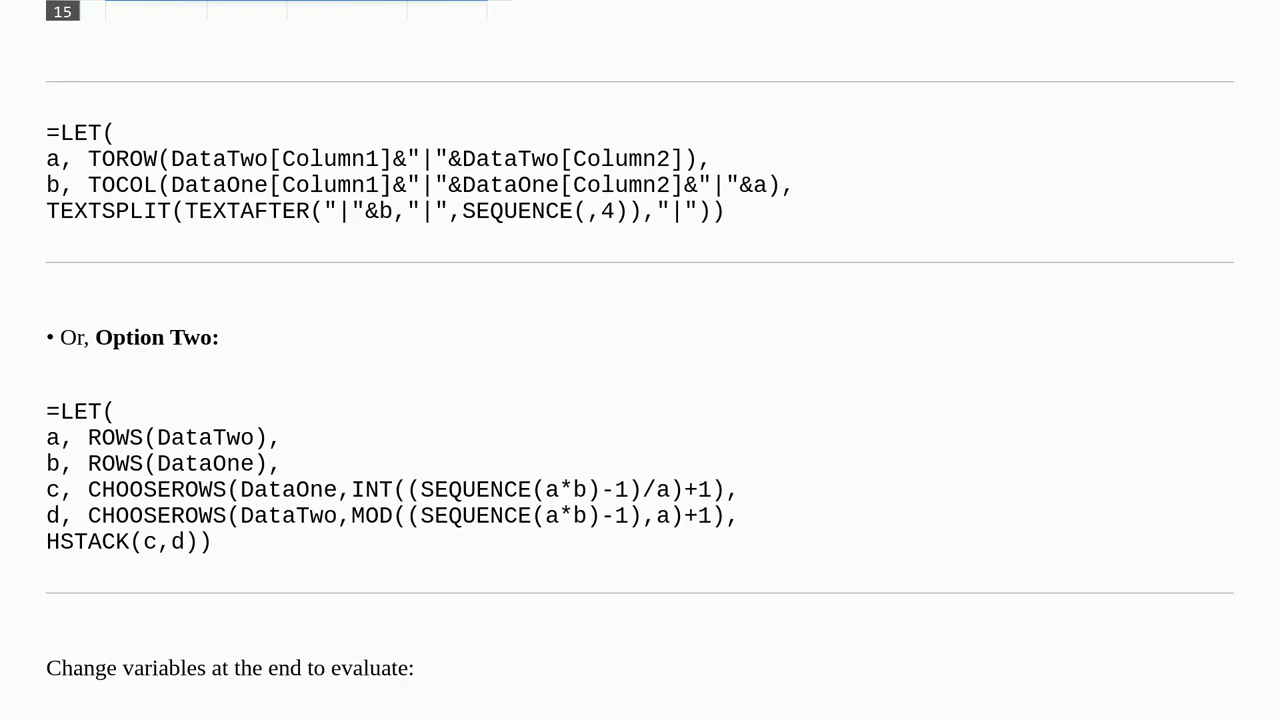 15
=LET(
a, TOROW(DataTwo[Column1]&"|"&DataTwo[Column2]),
b, TOCOL(DataOne[Column1]&"|"&DataOne[Column2]&"|"&a),
TEXTSPLIT(TEXTAFTER("|"&b,"|",SEQUENCE(,4)),"|"))
• Or, Option Two:
=LET(
a, ROWS(DataTwo),
b, ROWS(DataOne),
c, CHOOSEROWS(DataOne,INT((SEQUENCE(a*b)-1)/a)+1),
d, CHOOSEROWS(DataTwo,MOD((SEQUENCE(a*b)-1),a)+1),
HSTACK(c,d))
Change variables at the end to evaluate: